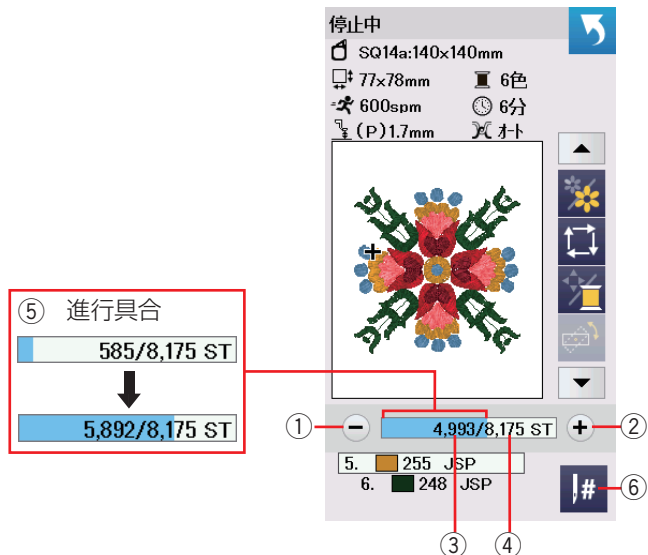 停止中
SQ14a:140×140mm
77×78mm 6色
600spm 6分
(P)1.7mm オート
⑤ 進行具合
585/8,175 ST
5,892/8,175 ST
① − 4,993/8,175 ST + ②
5. 255 JSP
6. 248 JSP
# ⑥
③ ④